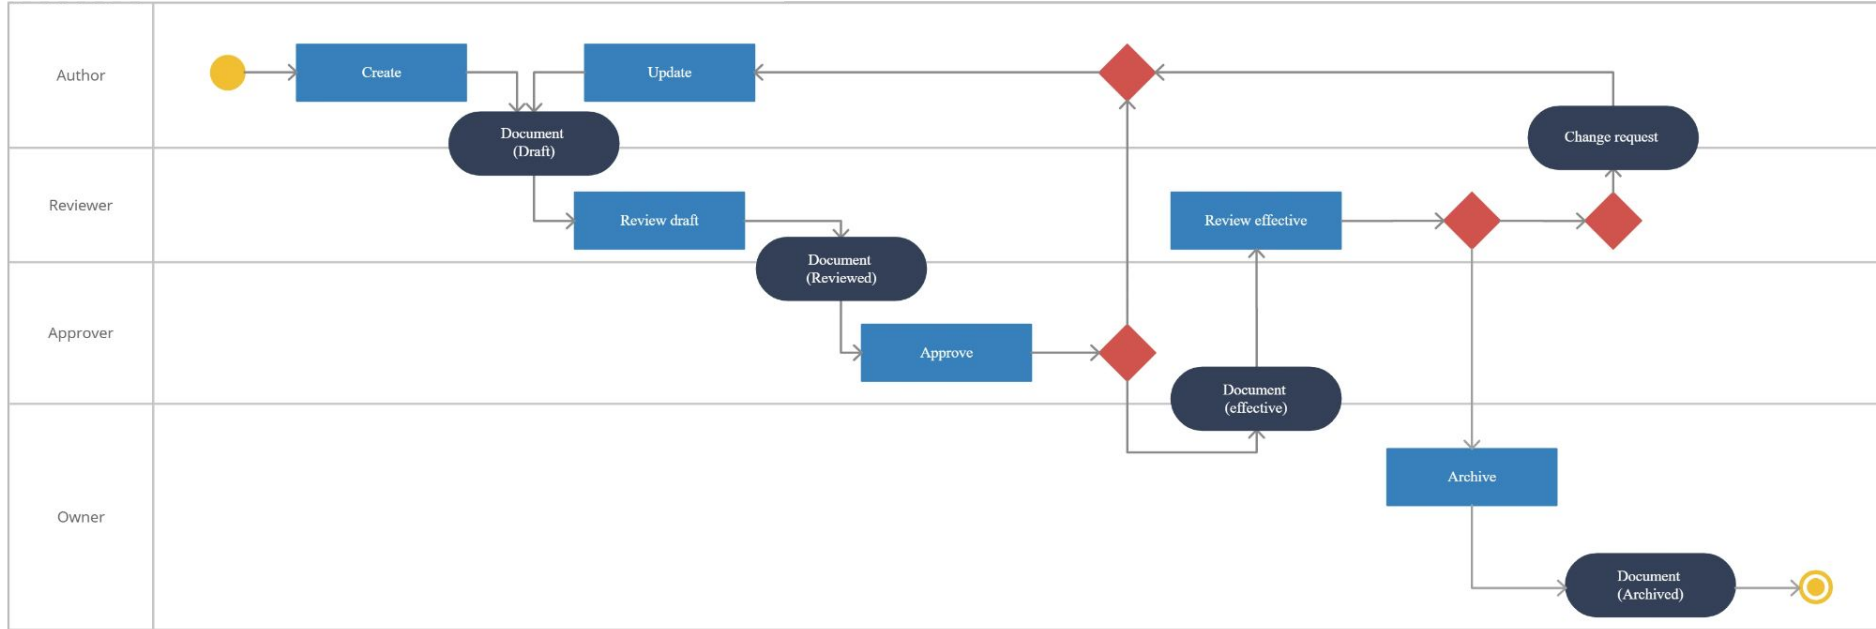 Author
Create
Update
Document
(Draft)
Change request
Reviewer
Review draft
Review effective
Document
(Reviewed)
Approver
Approve
Document
(effective)
Owner
Archive
Document
(Archived)